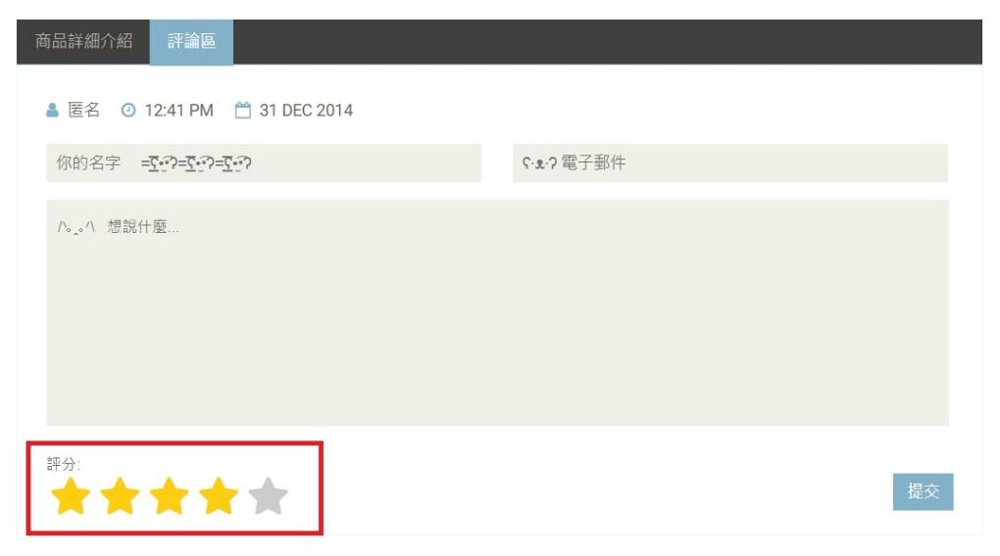 商品詳細介紹 評論區
匿名 12:41 PM 31 DEC 2014
你的名字 =͟͟͞͞ʕ•̫͡•ʔ=͟͟͞͞ʕ•̫͡•ʔ=͟͟͞͞ʕ•̫͡•ʔ ʕ·ᴥ·ʔ 電子郵件
/ᐠ｡ꞈ｡ᐟ\ 想說什麼...
評分:
提交